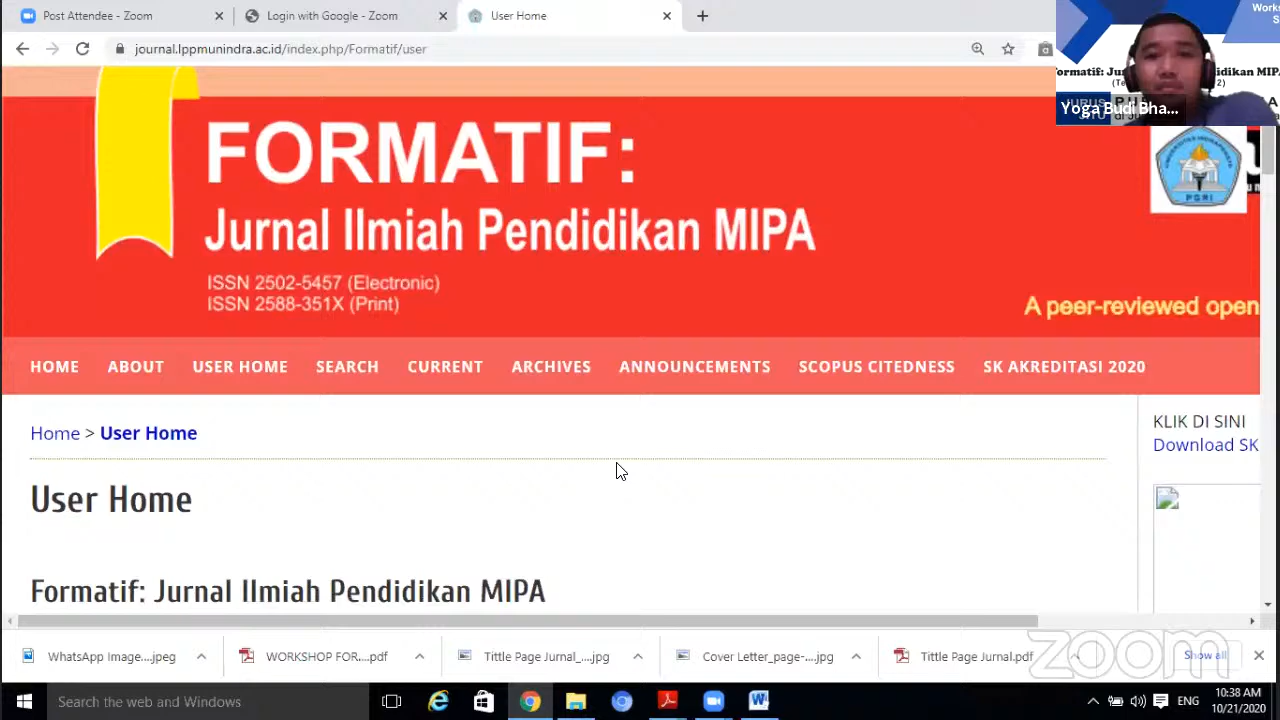 Post Attendee - Zoom
Login with Google - Zoom
User Home
journal.lppmunindra.ac.id/index.php/Formatif/user
Yoga Budi Bha...
FORMATIF:
Jurnal Ilmiah Pendidikan MIPA
ISSN 2502-5457 (Electronic)
ISSN 2588-351X (Print)
A peer-reviewed open
PGRI
HOME
ABOUT
USER HOME
SEARCH
CURRENT
ARCHIVES
ANNOUNCEMENTS
SCOPUS CITEDNESS
SK AKREDITASI 2020
Home > User Home
KLIK DI SINI
Download SK
User Home
Formatif: Jurnal Ilmiah Pendidikan MIPA
WhatsApp Image....jpeg
WORKSHOP FOR....pdf
Tittle Page Jurnal_...jpg
Cover Letter_page-...jpg
Tittle Page Jurnal.pdf
Show all
zoom
Search the web and Windows
ENG
10:38 AM
10/21/2020